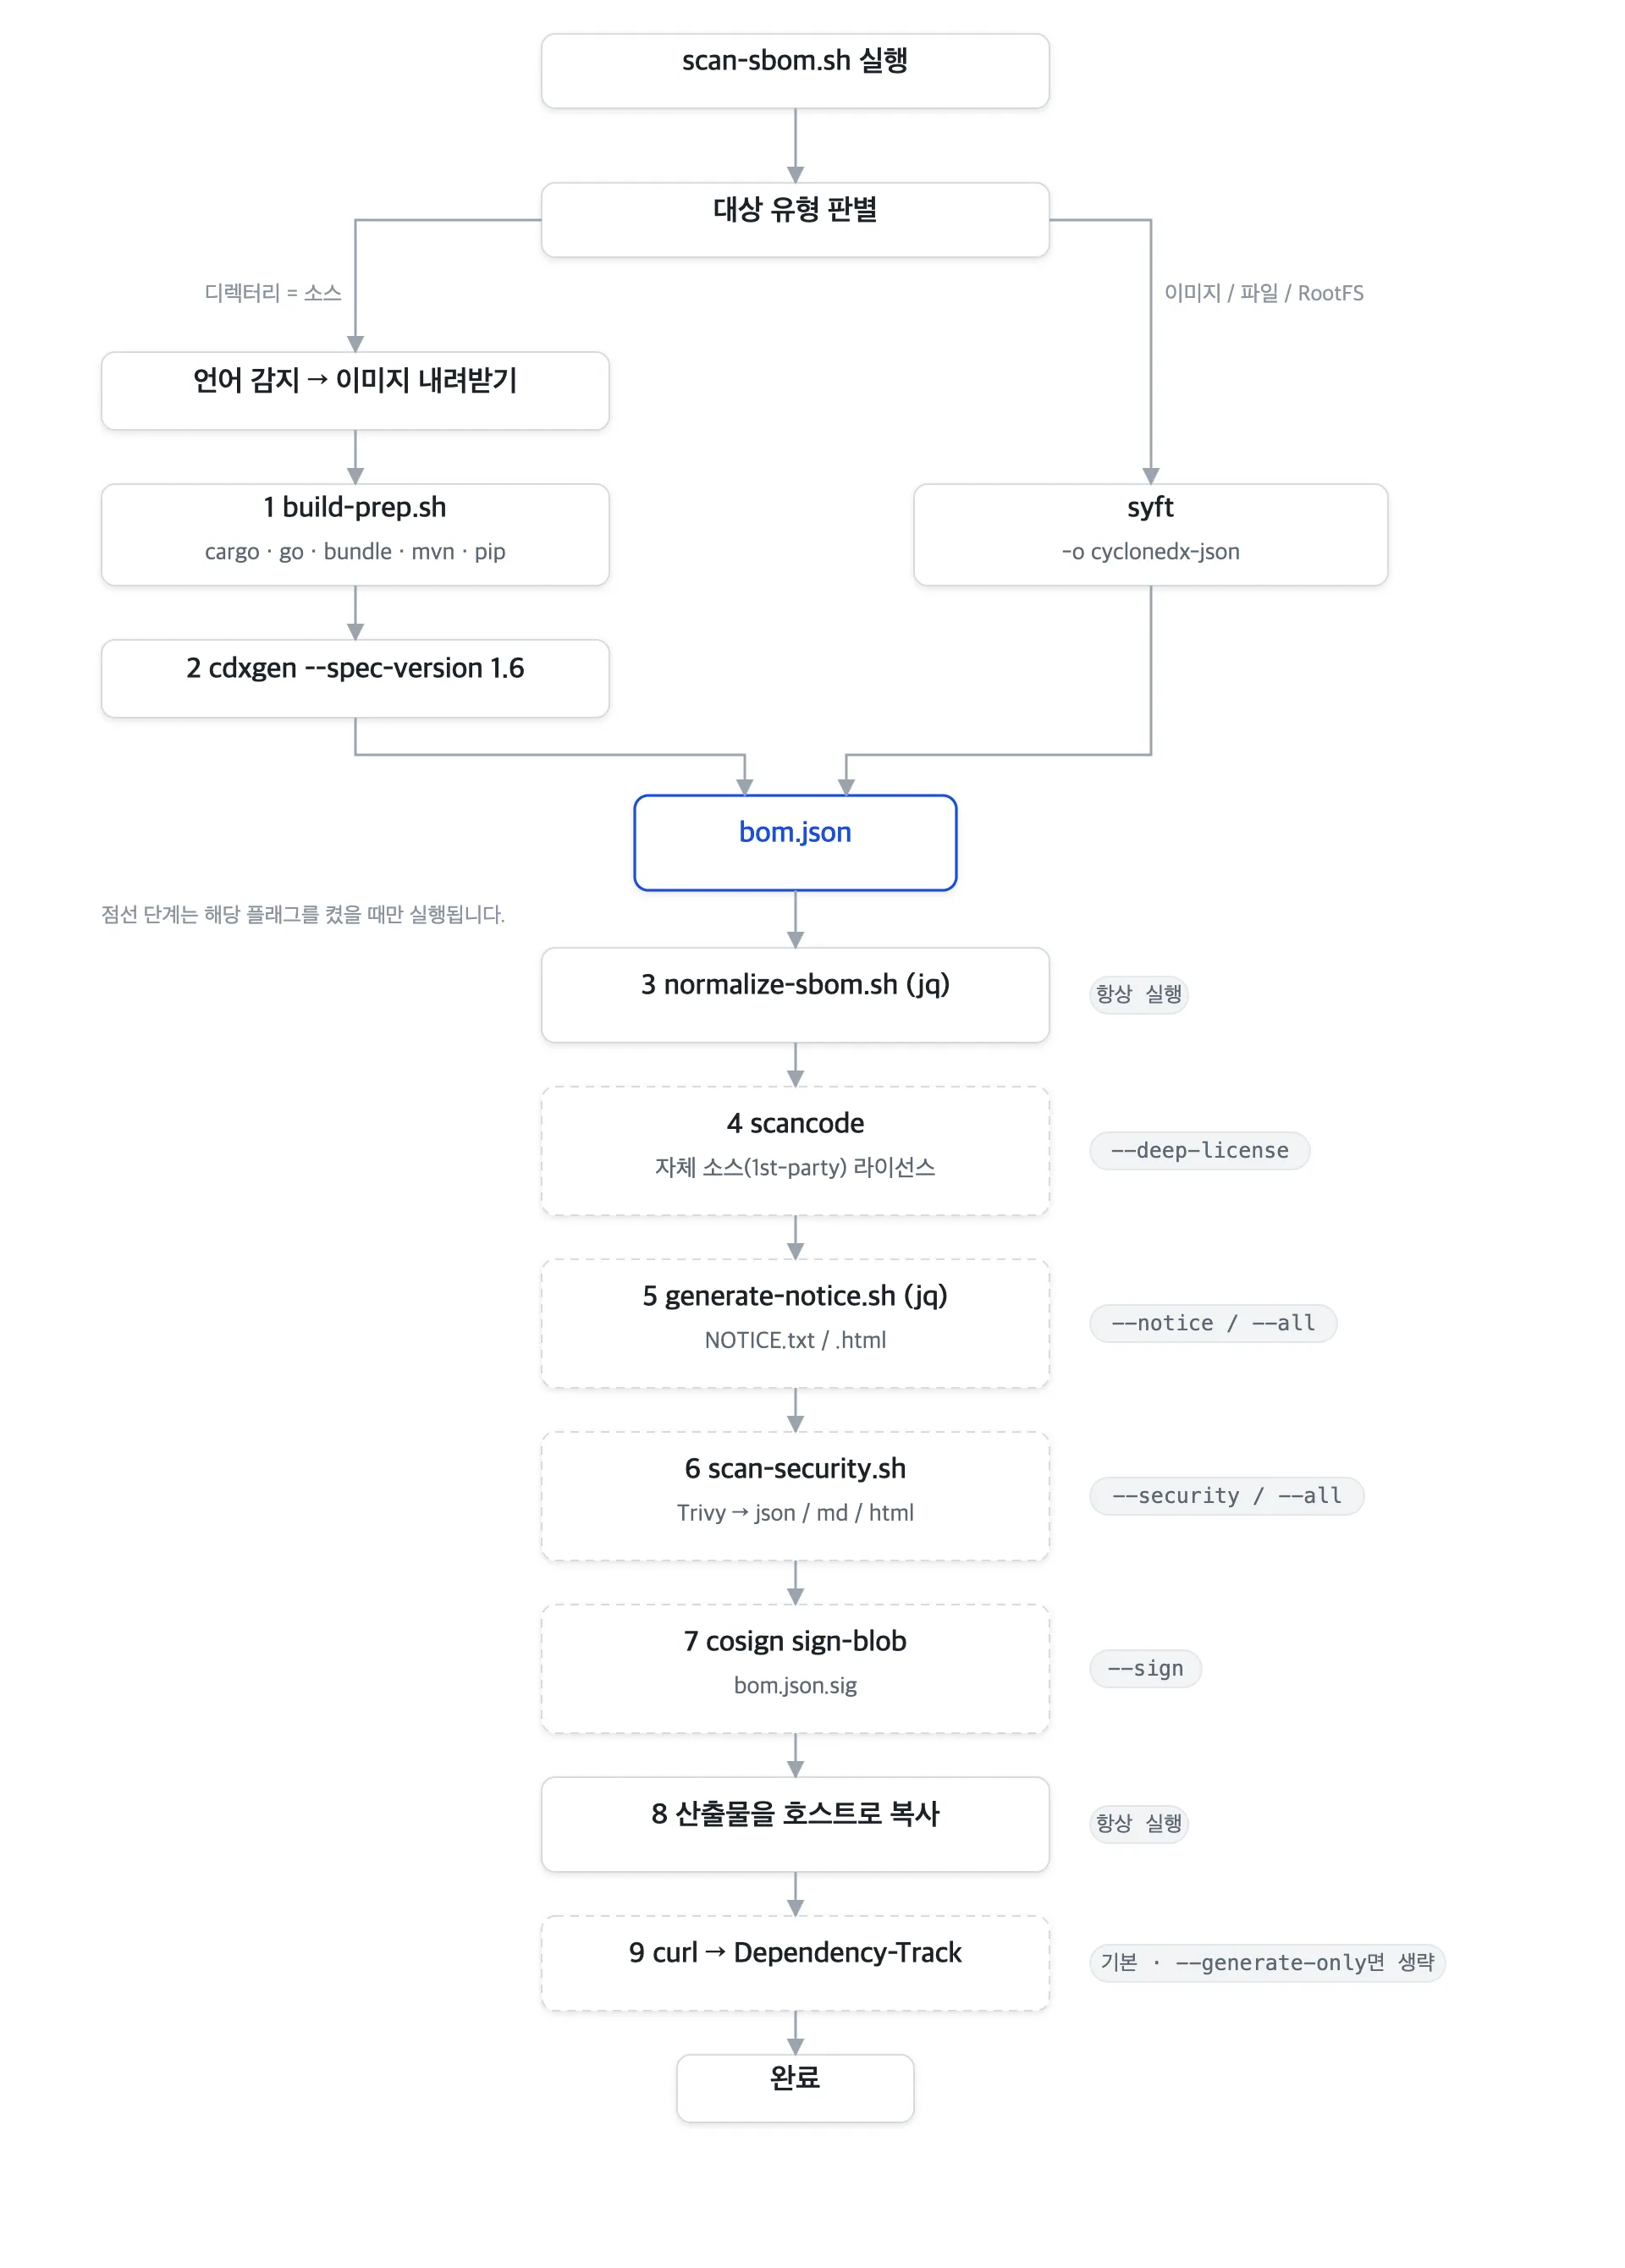 scan-sbom.sh 실행
대상 유형 판별
디렉터리 = 소스
이미지 / 파일 / RootFS
언어 감지 → 이미지 내려받기
1 build-prep.sh
cargo · go · bundle · mvn · pip
syft
-o cyclonedx-json
2 cdxgen --spec-version 1.6
bom.json
점선 단계는 해당 플래그를 켰을 때만 실행됩니다.
3 normalize-sbom.sh (jq)
항상 실행
4 scancode
자체 소스(1st-party) 라이선스
--deep-license
5 generate-notice.sh (jq)
NOTICE.txt / .html
--notice / --all
6 scan-security.sh
Trivy → json / md / html
--security / --all
7 cosign sign-blob
bom.json.sig
--sign
8 산출물을 호스트로 복사
항상 실행
9 curl → Dependency-Track
기본 · --generate-only면 생략
완료